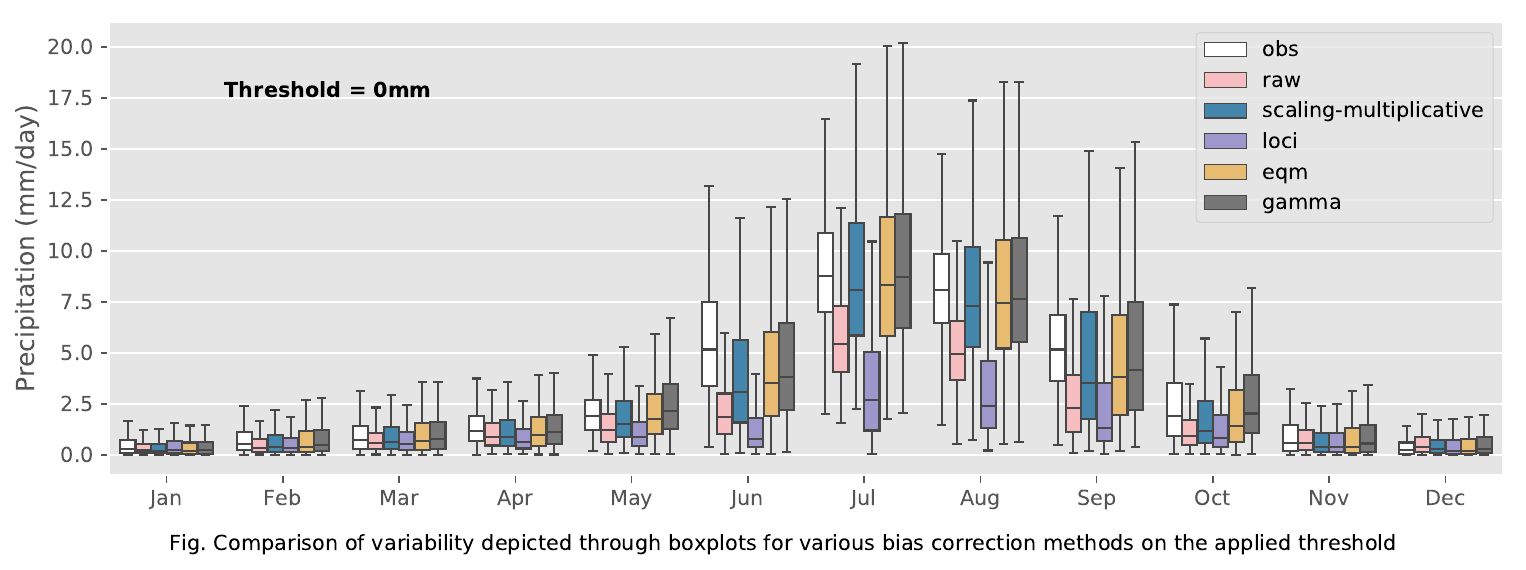 20.0
17.5
15.0
12.5
10.0
7.5
5.0
2.5
0.0
Precipitation (mm/day)
Threshold = 0mm
obs
raw
scaling-multiplicative
loci
eqm
gamma
Jan Feb Mar Apr May Jun Jul Aug Sep Oct Nov Dec
Fig. Comparison of variability depicted through boxplots for various bias correction methods on the applied threshold